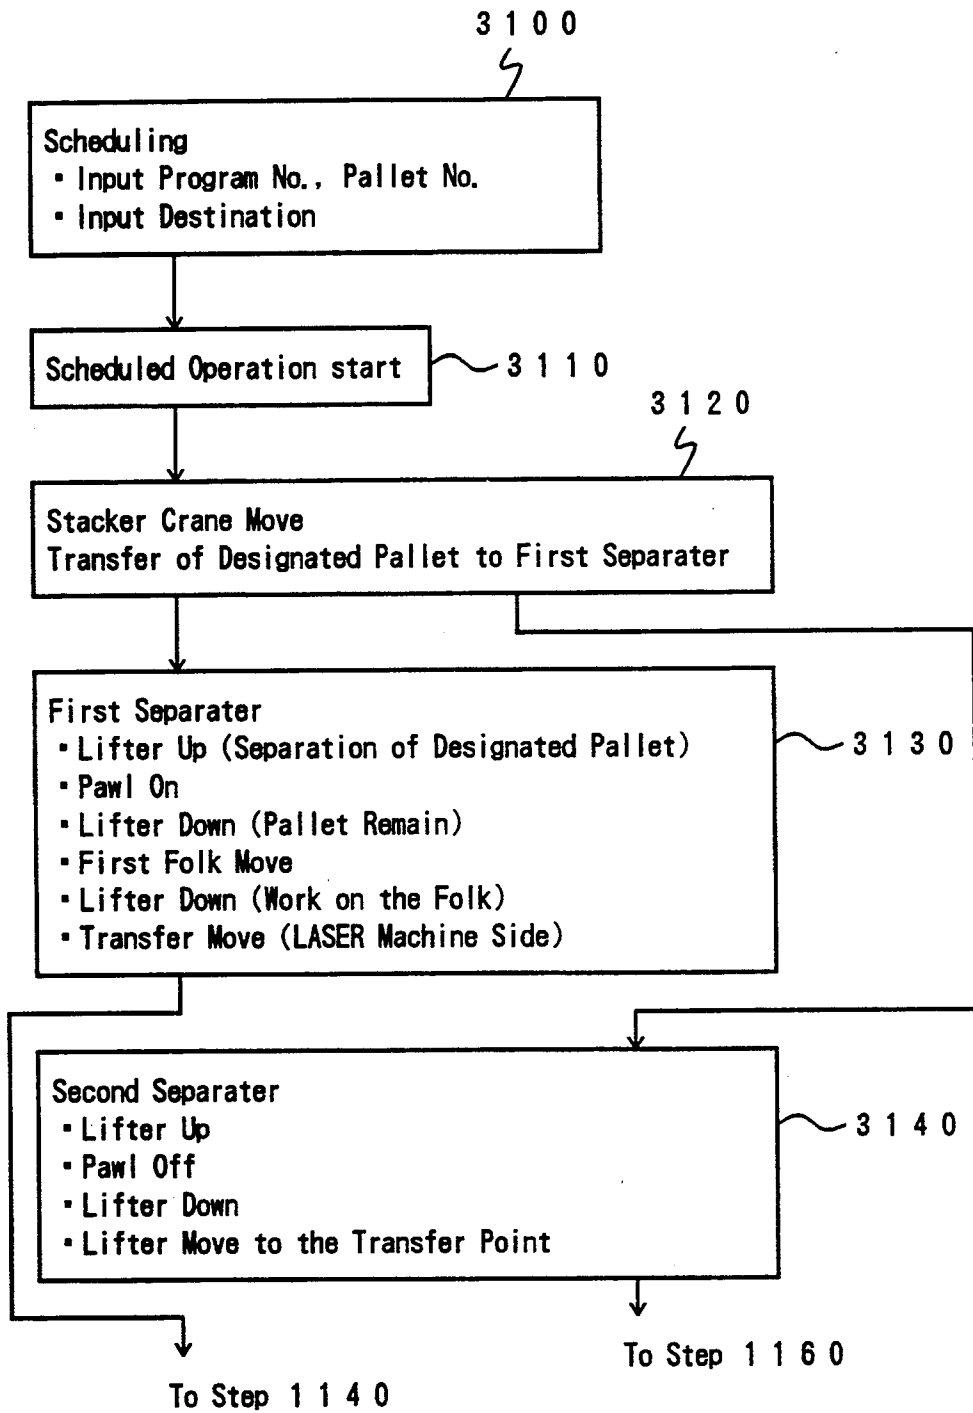 3100
Scheduling
▪ Input Program No., Pallet No.
▪ Input Destination
Scheduled Operation start
3110
3120
Stacker Crane Move
Transfer of Designated Pallet to First Separater
First Separater
▪ Lifter Up (Separation of Designated Pallet)
▪ Pawl On
▪ Lifter Down (Pallet Remain)
▪ First Folk Move
▪ Lifter Down (Work on the Folk)
▪ Transfer Move (LASER Machine Side)
3130
Second Separater
▪ Lifter Up
▪ Pawl Off
▪ Lifter Down
▪ Lifter Move to the Transfer Point
3140
To Step 1160
To Step 1140